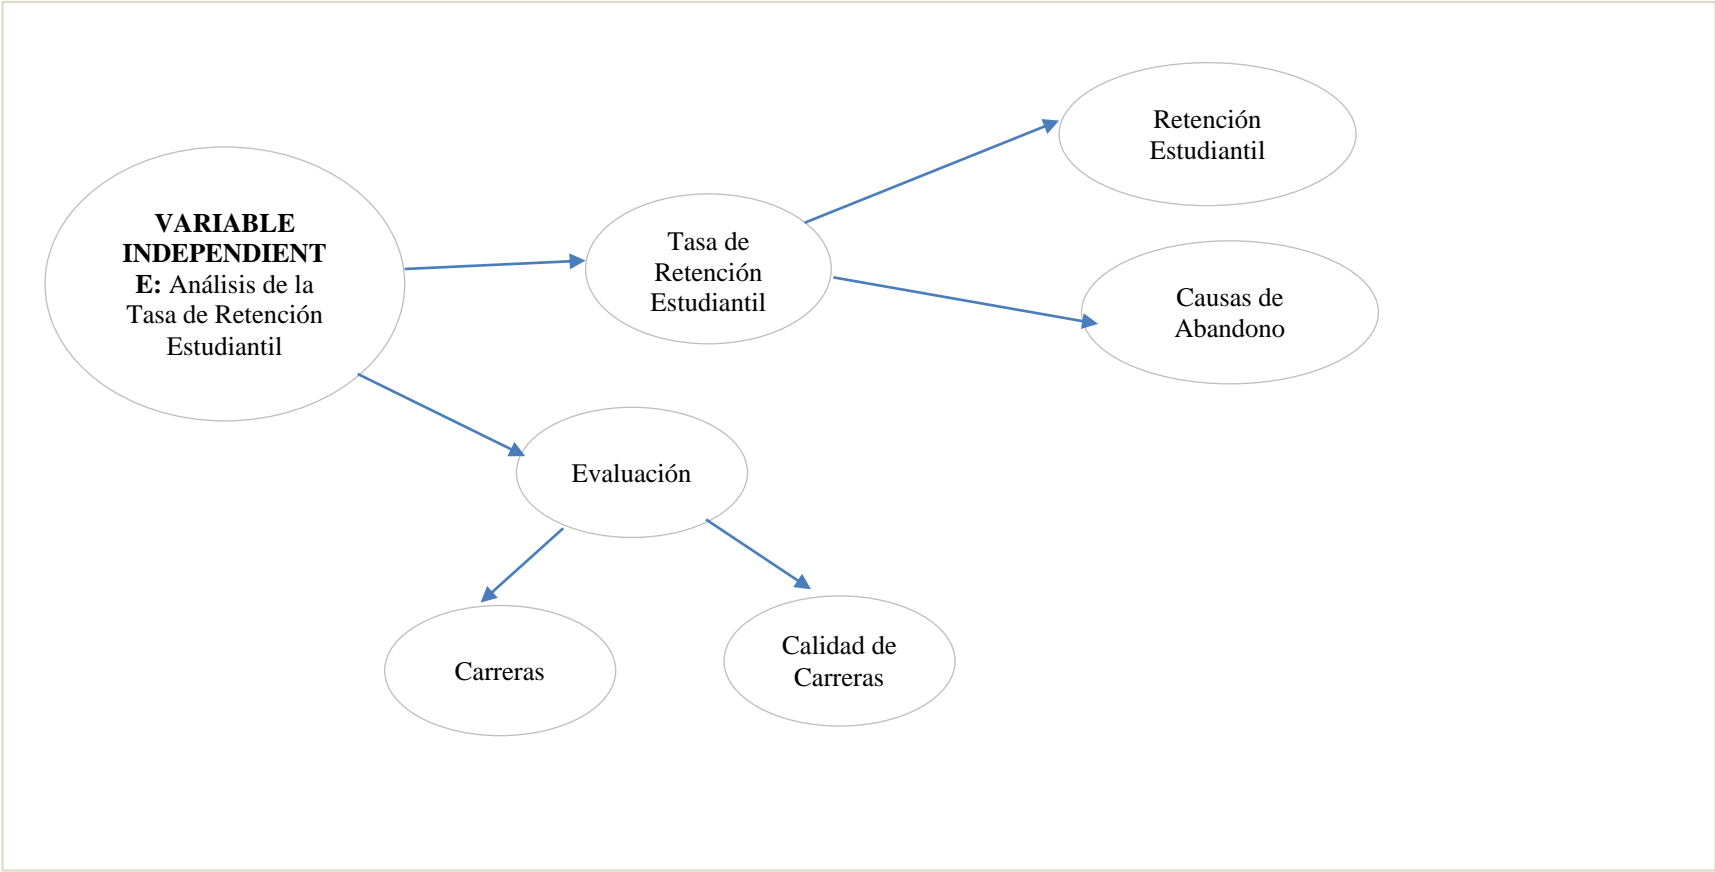 VARIABLE
INDEPENDIENT
E: Análisis de la
Tasa de Retención
Estudiantil
Tasa de
Retención
Estudiantil
Retención
Estudiantil
Causas de
Abandono
Evaluación
Carreras
Calidad de
Carreras